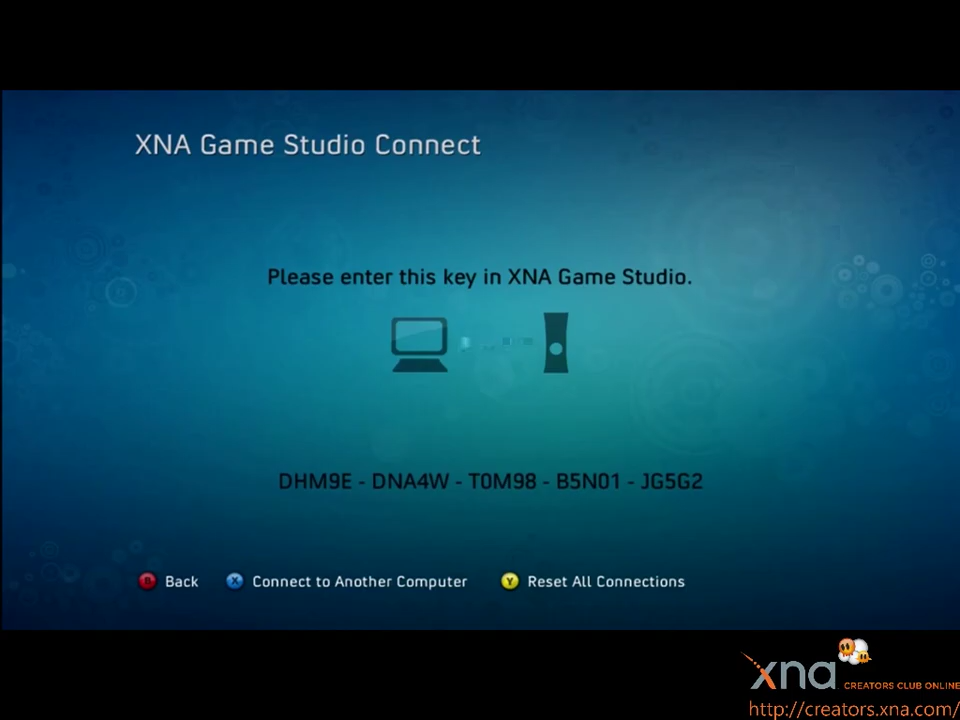 XNA Game Studio Connect
Please enter this key in XNA Game Studio.
DHM9E - DNA4W - T0M98 - B5N01 - JG5G2
B Back X Connect to Another Computer Y Reset All Connections
xna CREATORS CLUB ONLINE
http://creators.xna.com/